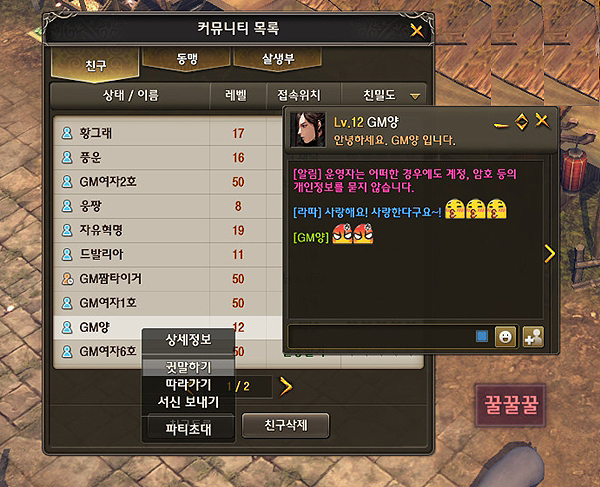 커뮤니티 목록
친구
동맹
살생부
상태 / 이름 레벨 접속위치 친밀도
황그래 17
풍운 16
GM여자2호 50
웅짱 8
자유혁명 19
드발리아 11
GM짬타이거 50
GM여자1호 50
GM양 12
GM여자6호 50
상세정보
귓말하기
따라가기
서신 보내기
파티초대
1 / 2
친구삭제
Lv.12 GM양
안녕하세요. GM양 입니다.
[알림] 운영자는 어떠한 경우에도 계정, 암호 등의
개인정보를 묻지 않습니다.
[라따] 사랑해요! 사랑한다구요~!
[GM양]
꿀꿀꿀